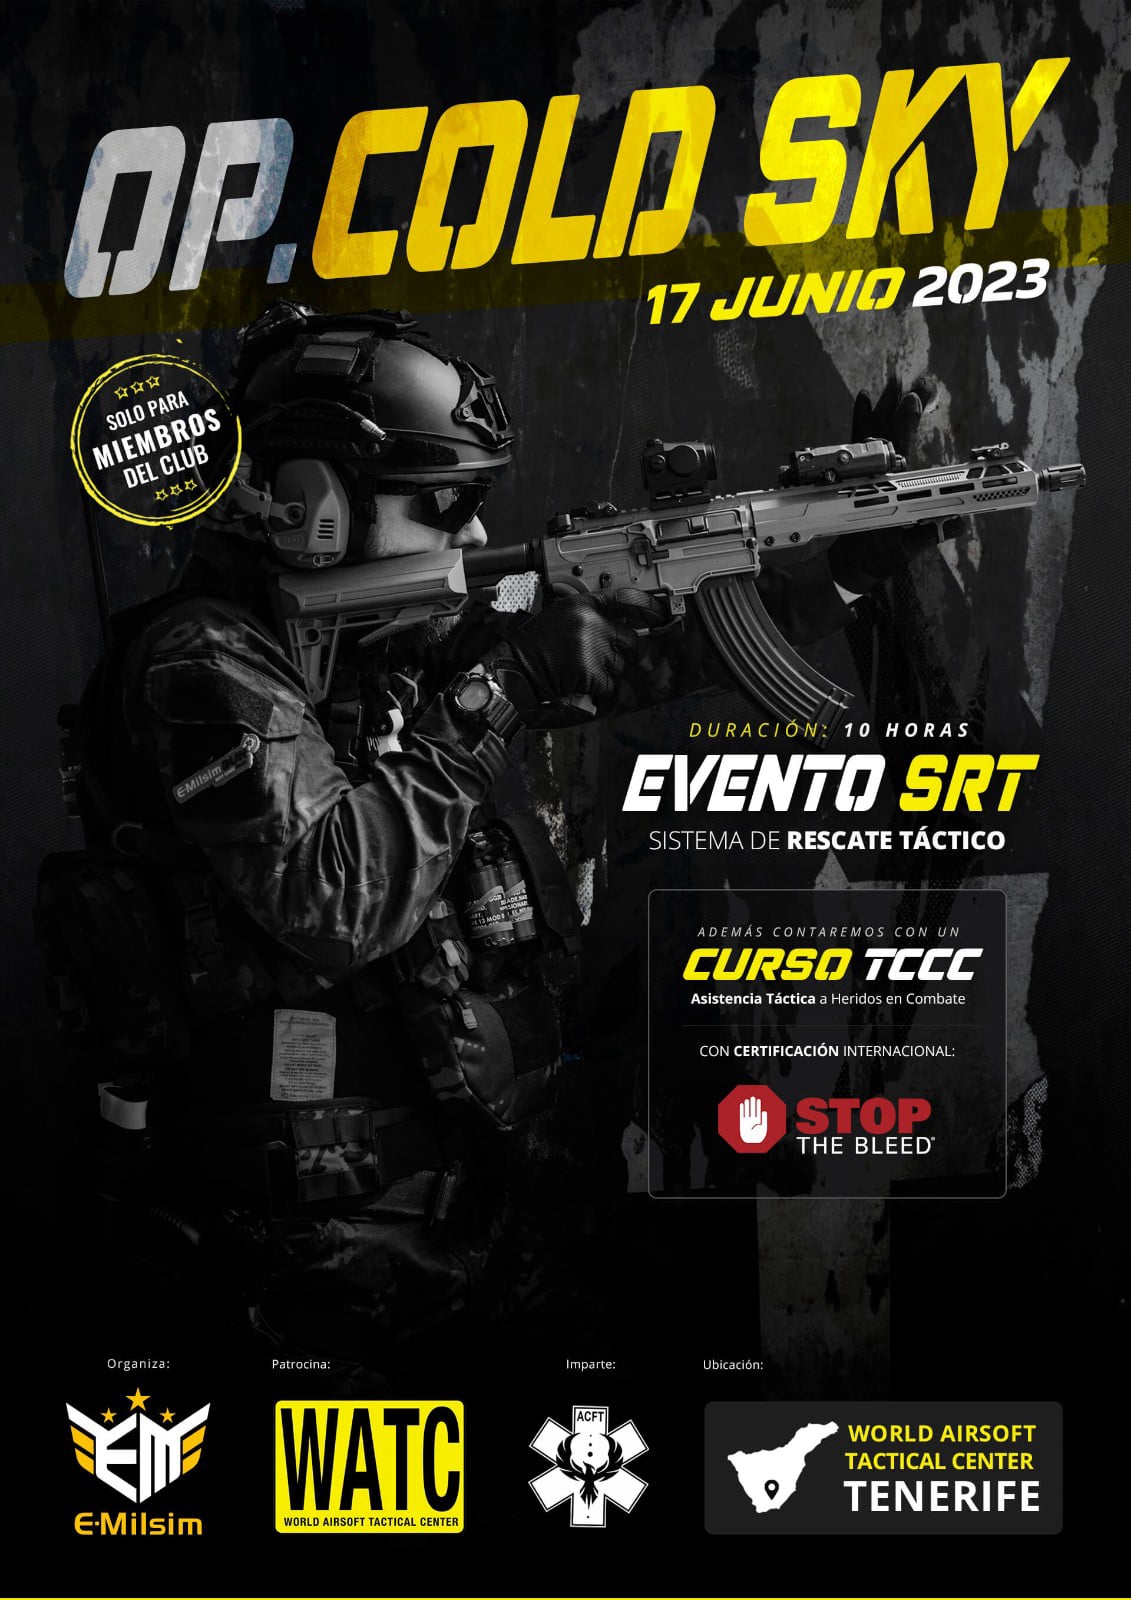 OP. COLD SKY
17 JUNIO 2023
SOLO PARA
MIEMBROS
DEL CLUB
E-Milsim
DURACIÓN: 10 HORAS
EVENTO SRT
SISTEMA DE RESCATE TÁCTICO
ADEMÁS CONTAREMOS CON UN
CURSO TCCC
Asistencia Táctica a Heridos en Combate
CON CERTIFICACIÓN INTERNACIONAL:
STOP
THE BLEED®
Organiza:
E-Milsim
Patrocina:
WATC
WORLD AIRSOFT TACTICAL CENTER
Imparte:
ACFT
Ubicación:
WORLD AIRSOFT
TACTICAL CENTER
TENERIFE